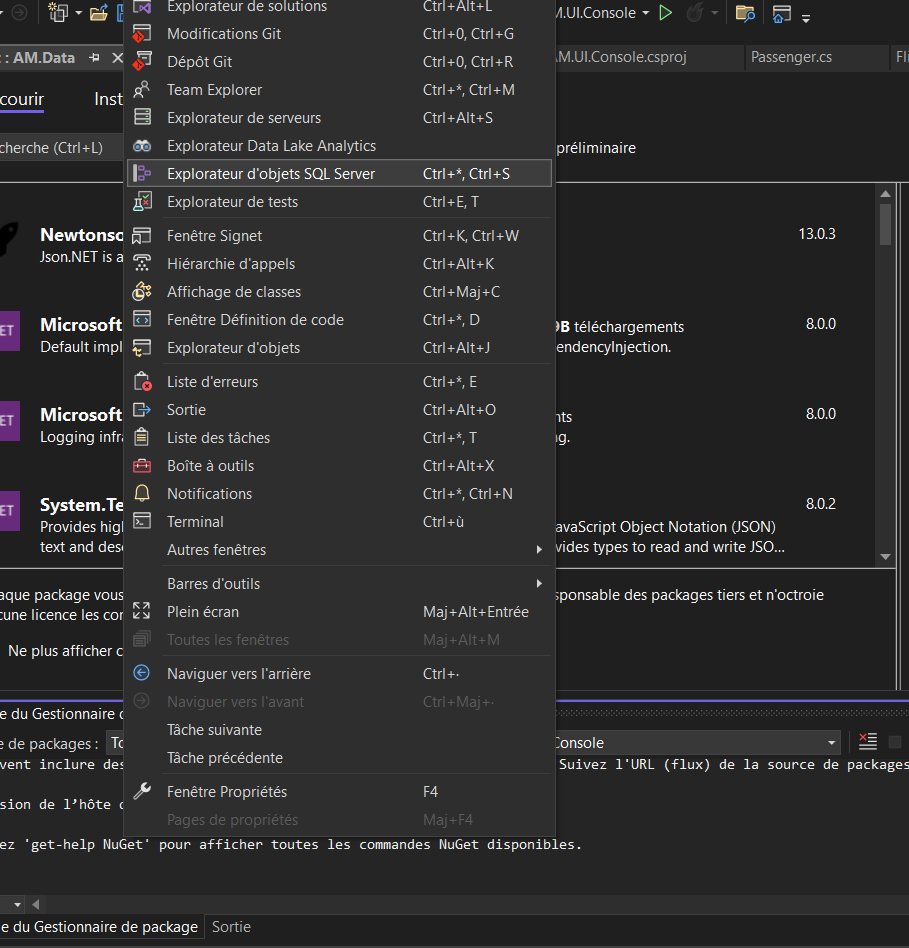 Explorateur de solutions Ctrl+Alt+L
M.UI.Console
Modifications Git Ctrl+0, Ctrl+G
: AM.Data
Dépôt Git Ctrl+0, Ctrl+R
M.UI.Console.csproj
Passenger.cs
Fli
Team Explorer Ctrl+*, Ctrl+M
courir
Inst
Explorateur de serveurs Ctrl+Alt+S
cherche (Ctrl+L)
Explorateur Data Lake Analytics
préliminaire
Explorateur d'objets SQL Server Ctrl+*, Ctrl+S
Explorateur de tests Ctrl+E, T
Newtonso
13.0.3
Fenêtre Signet Ctrl+K, Ctrl+W
Json.NET is a
Hiérarchie d'appels Ctrl+Alt+K
Affichage de classes Ctrl+Maj+C
Microsoft
8.0.0
Fenêtre Définition de code Ctrl+*, D
téléchargements
ET
Default impl
Explorateur d'objets Ctrl+Alt+J
endencyInjection.
Liste d'erreurs Ctrl+*, E
Microsoft
8.0.0
Sortie Ctrl+Alt+O
nts
ET
Logging infra
Liste des tâches Ctrl+*, T
g.
Boîte à outils Ctrl+Alt+X
Notifications Ctrl+*, Ctrl+N
System.Te
8.0.2
ET
Provides high
Terminal Ctrl+ù
avaScript Object Notation (JSON)
text and des
Autres fenêtres
vides types to read and write JSO...
Barres d'outils
aque package vous
sponsable des packages tiers et n'octroie
Plein écran Maj+Alt+Entrée
cune licence les con
Toutes les fenêtres Maj+Alt+M
Ne plus afficher c
Naviguer vers l'arrière Ctrl+·
Naviguer vers l'avant Ctrl+Maj+·
e du Gestionnaire d
Tâche suivante
e de packages : To
Console
Tâche précédente
vent inclure des
Suivez l'URL (flux) de la source de packages
Fenêtre Propriétés F4
sion de l’hôte d
Pages de propriétés Maj+F4
ez 'get-help NuGet' pour afficher toutes les commandes NuGet disponibles.
e du Gestionnaire de package Sortie